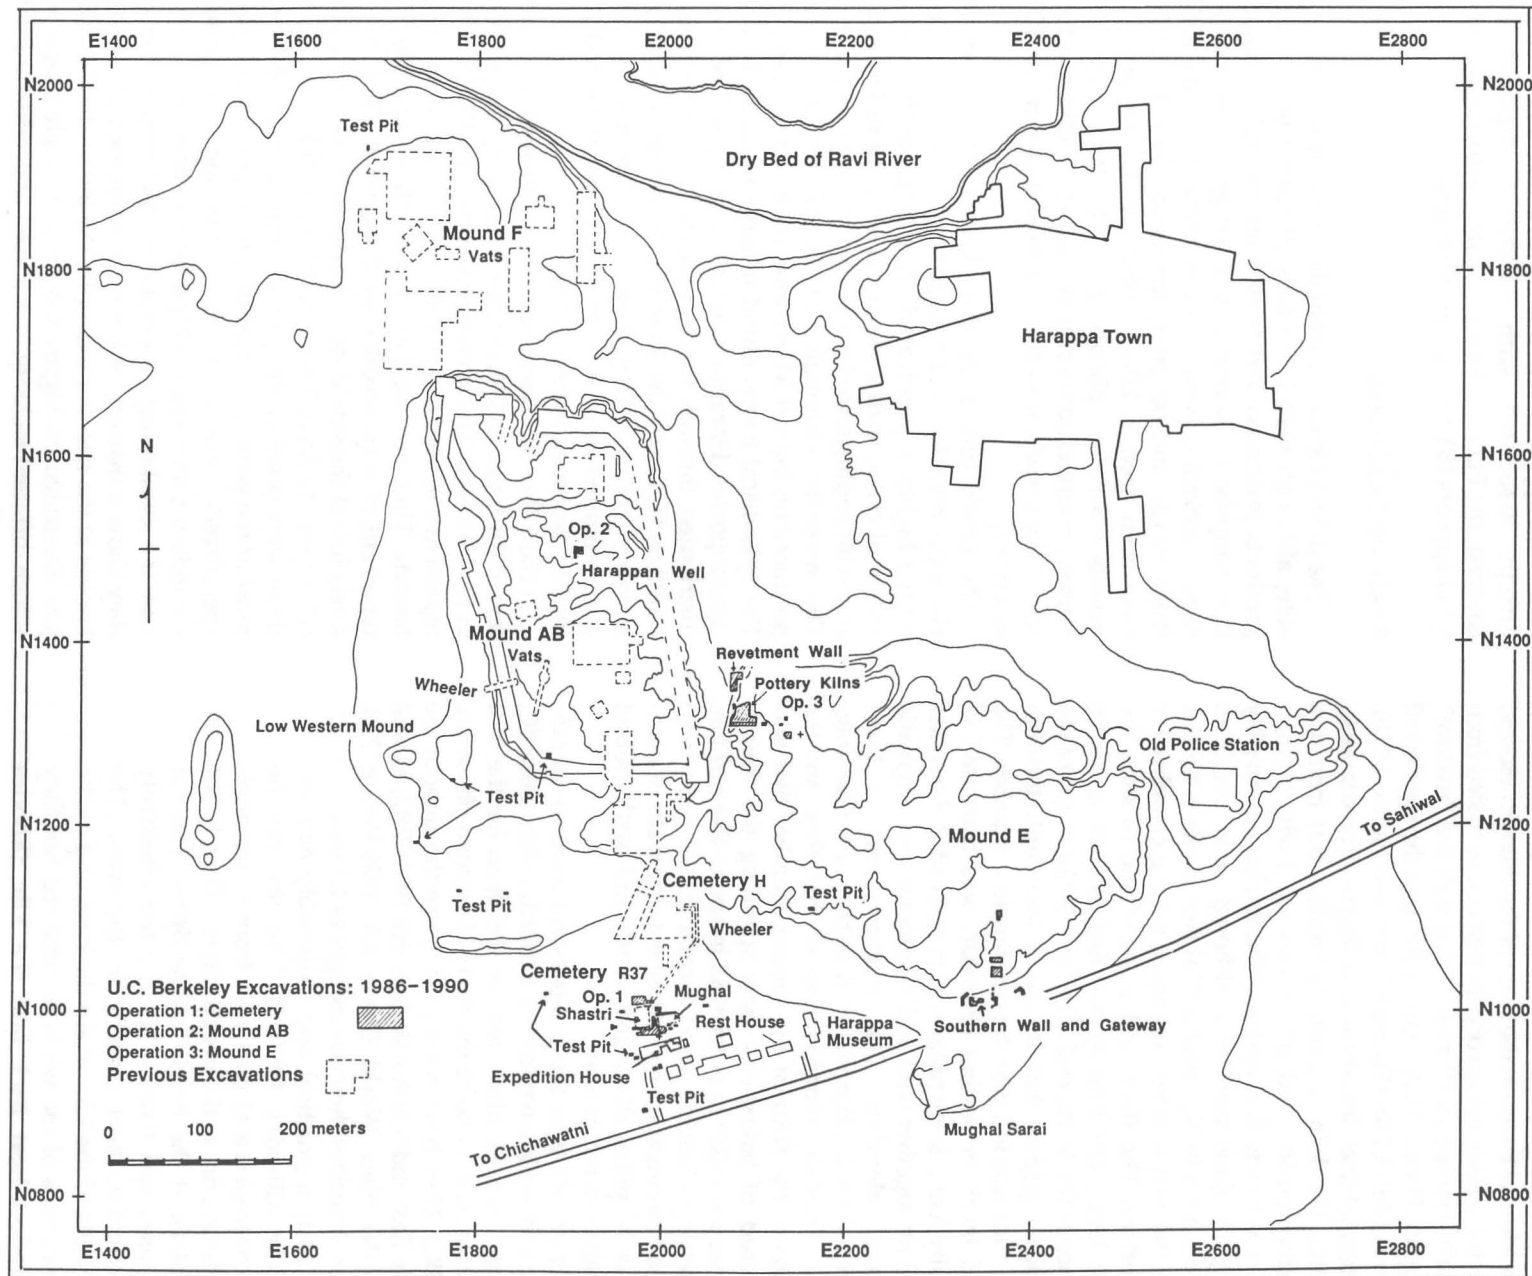 E1400 E1600 E1800 E2000 E2200 E2400 E2600 E2800
N2000 N2000
Test Pit
Dry Bed of Ravi River
Mound F
Vats
N1800 N1800
Harappa Town
N
N1600 N1600
Op. 2
Harappan Well
Mound AB
N1400 N1400
Vats
Revetment Wall
Wheeler
Pottery Kilns
Op. 3
Low Western Mound
Old Police Station
Test Pit
To Sahiwal
N1200 N1200
Mound E
Cemetery H
Test Pit
Test Pit
Wheeler
Cemetery R37
U.C. Berkeley Excavations: 1986-1990
Op. 1
Mughal
N1000 N1000
Operation 1: Cemetery
Shastri
Rest House
Harappa
Museum
Southern Wall and Gateway
Operation 2: Mound AB
Operation 3: Mound E
Test Pit
Previous Excavations
Expedition House
Test Pit
0 100 200 meters
Mughal Sarai
To Chichawatni
N0800 N0800
E1400 E1600 E1800 E2000 E2200 E2400 E2600 E2800